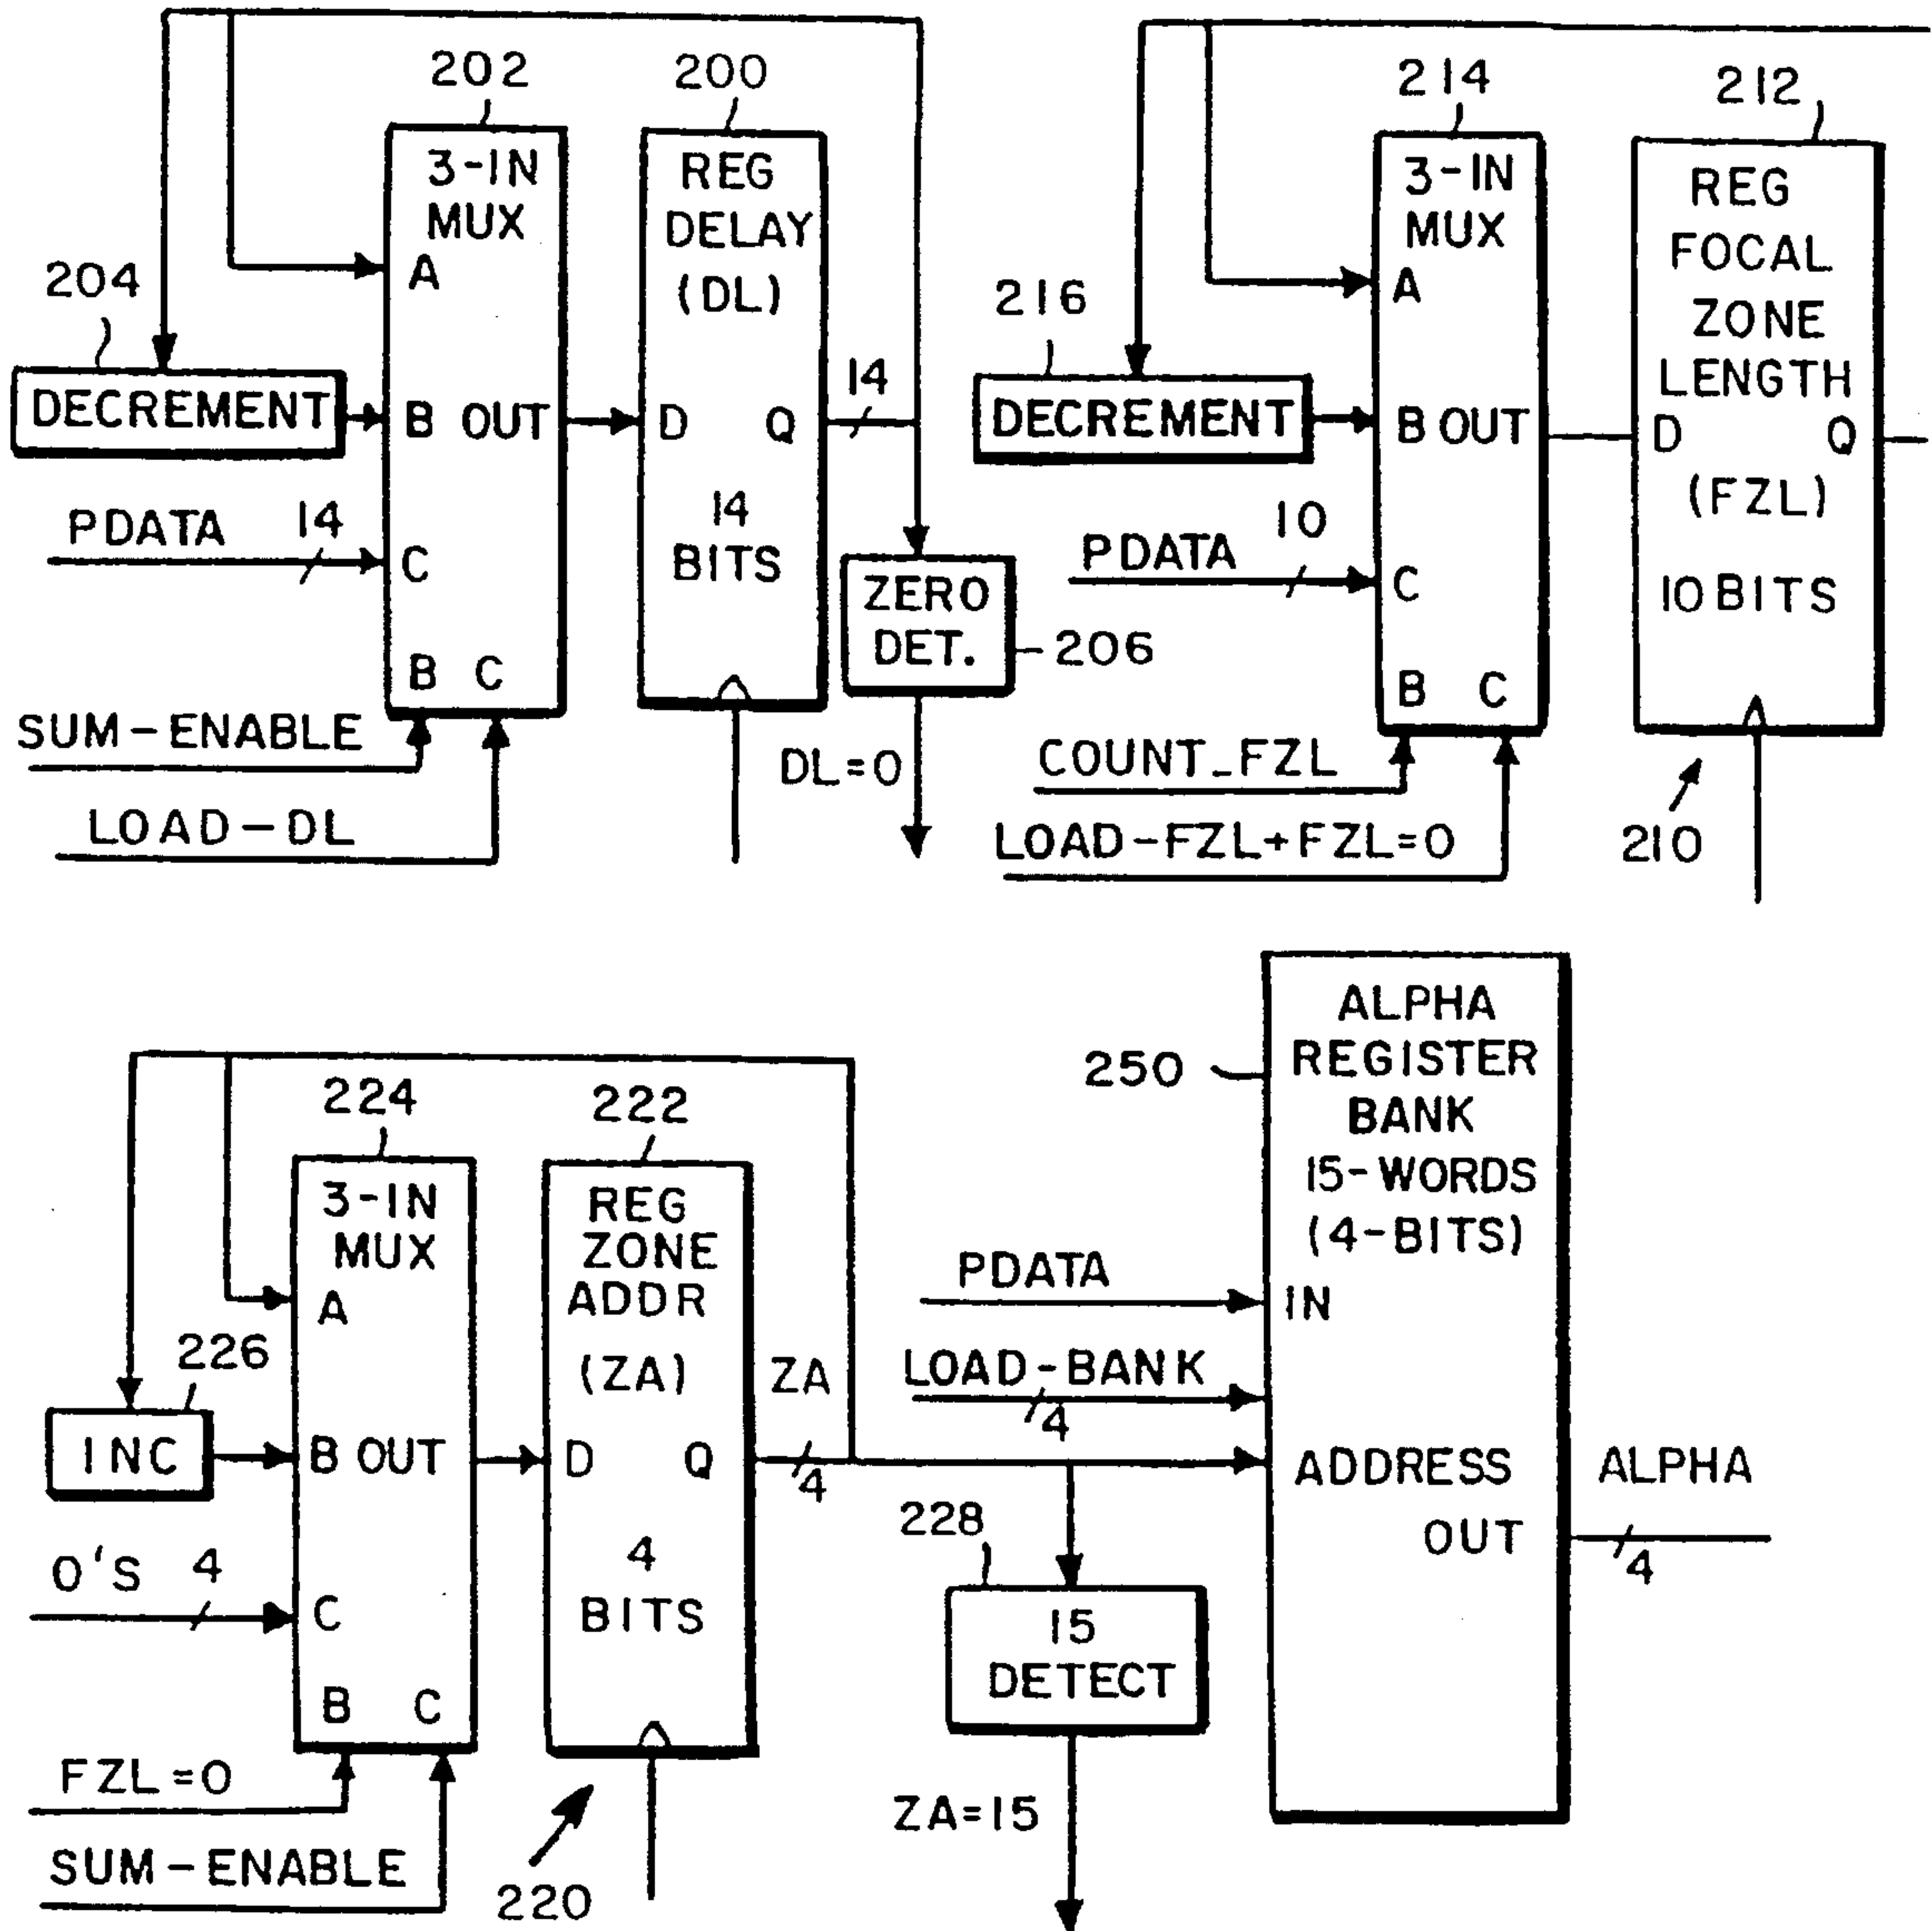 202
200
3-IN
MUX
A
B OUT
C
B C
REG
DELAY
(DL)
D Q
14
BITS
14
204
DECREMENT
PDATA 14
SUM-ENABLE
LOAD-DL
ZERO
DET.
206
DL=0
214
212
3-IN
MUX
A
B OUT
C
B C
REG
FOCAL
ZONE
LENGTH
D Q
(FZL)
10 BITS
216
DECREMENT
PDATA 10
COUNT_FZL
LOAD-FZL+FZL=0
210
224
222
3-IN
MUX
A
B OUT
C
B C
REG
ZONE
ADDR
(ZA)
D Q
4
BITS
226
INC
O'S 4
FZL=0
SUM-ENABLE
220
ZA
4
228
15
DETECT
ZA=15
250
ALPHA
REGISTER
BANK
15-WORDS
(4-BITS)
IN
ADDRESS
OUT
PDATA
LOAD-BANK
4
ALPHA
4